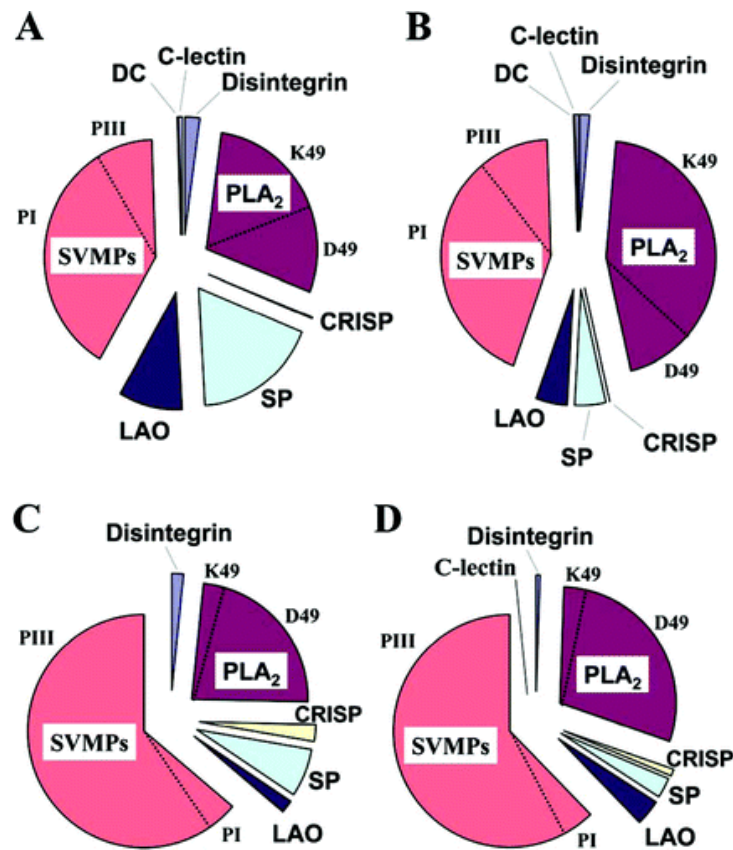 A
C-lectin
DC
Disintegrin
PIII
K49
PI
PLA₂
SVMPs
D49
CRISP
SP
LAO
B
C-lectin
DC
Disintegrin
PIII
K49
PI
PLA₂
SVMPs
D49
LAO
SP
CRISP
C
Disintegrin
K49
D49
PIII
PLA₂
CRISP
SVMPs
SP
PI
LAO
D
Disintegrin
C-lectin
K49
D49
PIII
PLA₂
SVMPs
CRISP
SP
PI
LAO